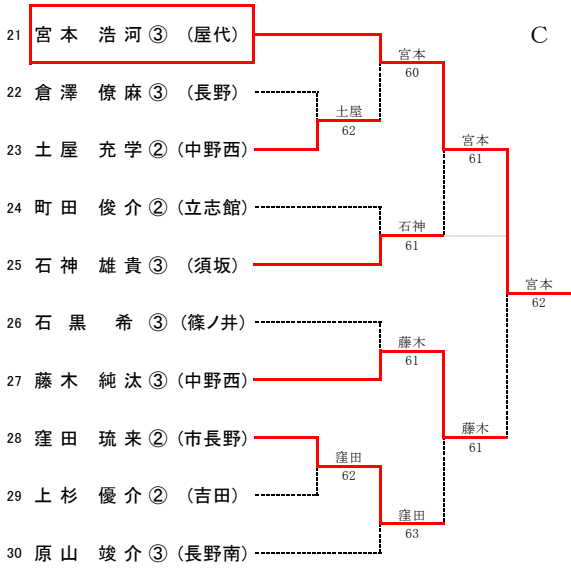 21 宮本 浩河③ (屋代)
C
宮本
60
22 倉澤 僚麻③ (長野)
土屋
62
23 土屋 充学② (中野西)
宮本
61
24 町田 俊介② (立志館)
石神
61
25 石神 雄貴③ (須坂)
宮本
62
26 石黒 希③ (篠ノ井)
藤木
61
27 藤木 純汰③ (中野西)
藤木
61
28 窪田 琉来② (市長野)
窪田
62
29 上杉 優介② (吉田)
窪田
63
30 原山 竣介③ (長野南)